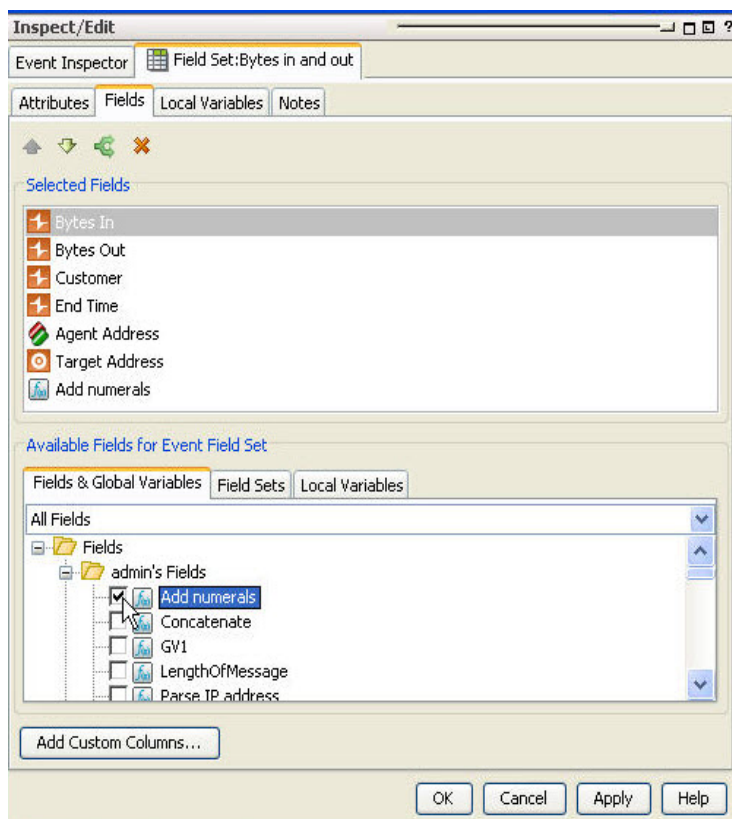 Inspect/Edit ?
Event Inspector Field Set:Bytes in and out
Attributes Fields Local Variables Notes
Selected Fields
Bytes In
Bytes Out
Customer
End Time
Agent Address
Target Address
Add numerals
Available Fields for Event Field Set
Fields & Global Variables Field Sets Local Variables
All Fields
Fields
admin's Fields
Add numerals
Concatenate
GV1
LengthOfMessage
Parse IP address
Add Custom Columns...
OK Cancel Apply Help